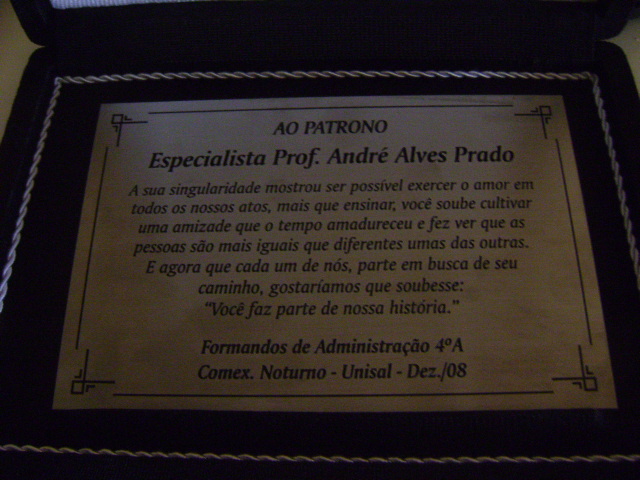 AO PATRONO
Especialista Prof. André Alves Prado
A sua singularidade mostrou ser possível exercer o amor em
todos os nossos atos, mais que ensinar, você soube cultivar
uma amizade que o tempo amadureceu e fez ver que as
pessoas são mais iguais que diferentes umas das outras.
E agora que cada um de nós, parte em busca de seu
caminho, gostaríamos que soubesse:
"Você faz parte de nossa história."
Formandos de Administração 4ºA
Comex. Noturno - Unisal - Dez./08